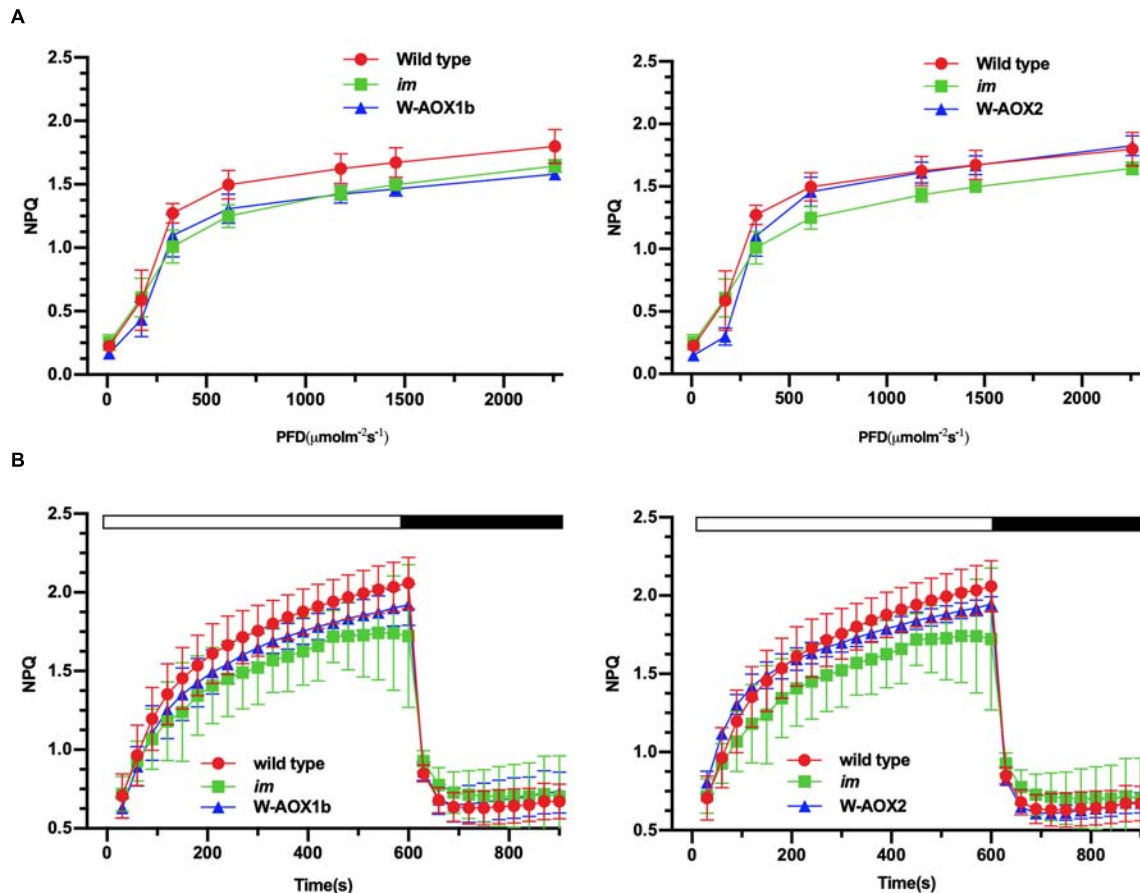 A
Wild type
im
W-AOX1b
NPQ
2.5
2.0
1.5
1.0
0.5
0.0
0 500 1000 1500 2000
PFD(μmolm⁻²s⁻¹)
Wild type
im
W-AOX2
NPQ
2.5
2.0
1.5
1.0
0.5
0.0
0 500 1000 1500 2000
PFD(μmolm⁻²s⁻¹)
B
NPQ
2.5
2.0
1.5
1.0
0.5
wild type
im
W-AOX1b
0 200 400 600 800
Time(s)
NPQ
2.5
2.0
1.5
1.0
0.5
wild type
im
W-AOX2
0 200 400 600 800
Time(s)